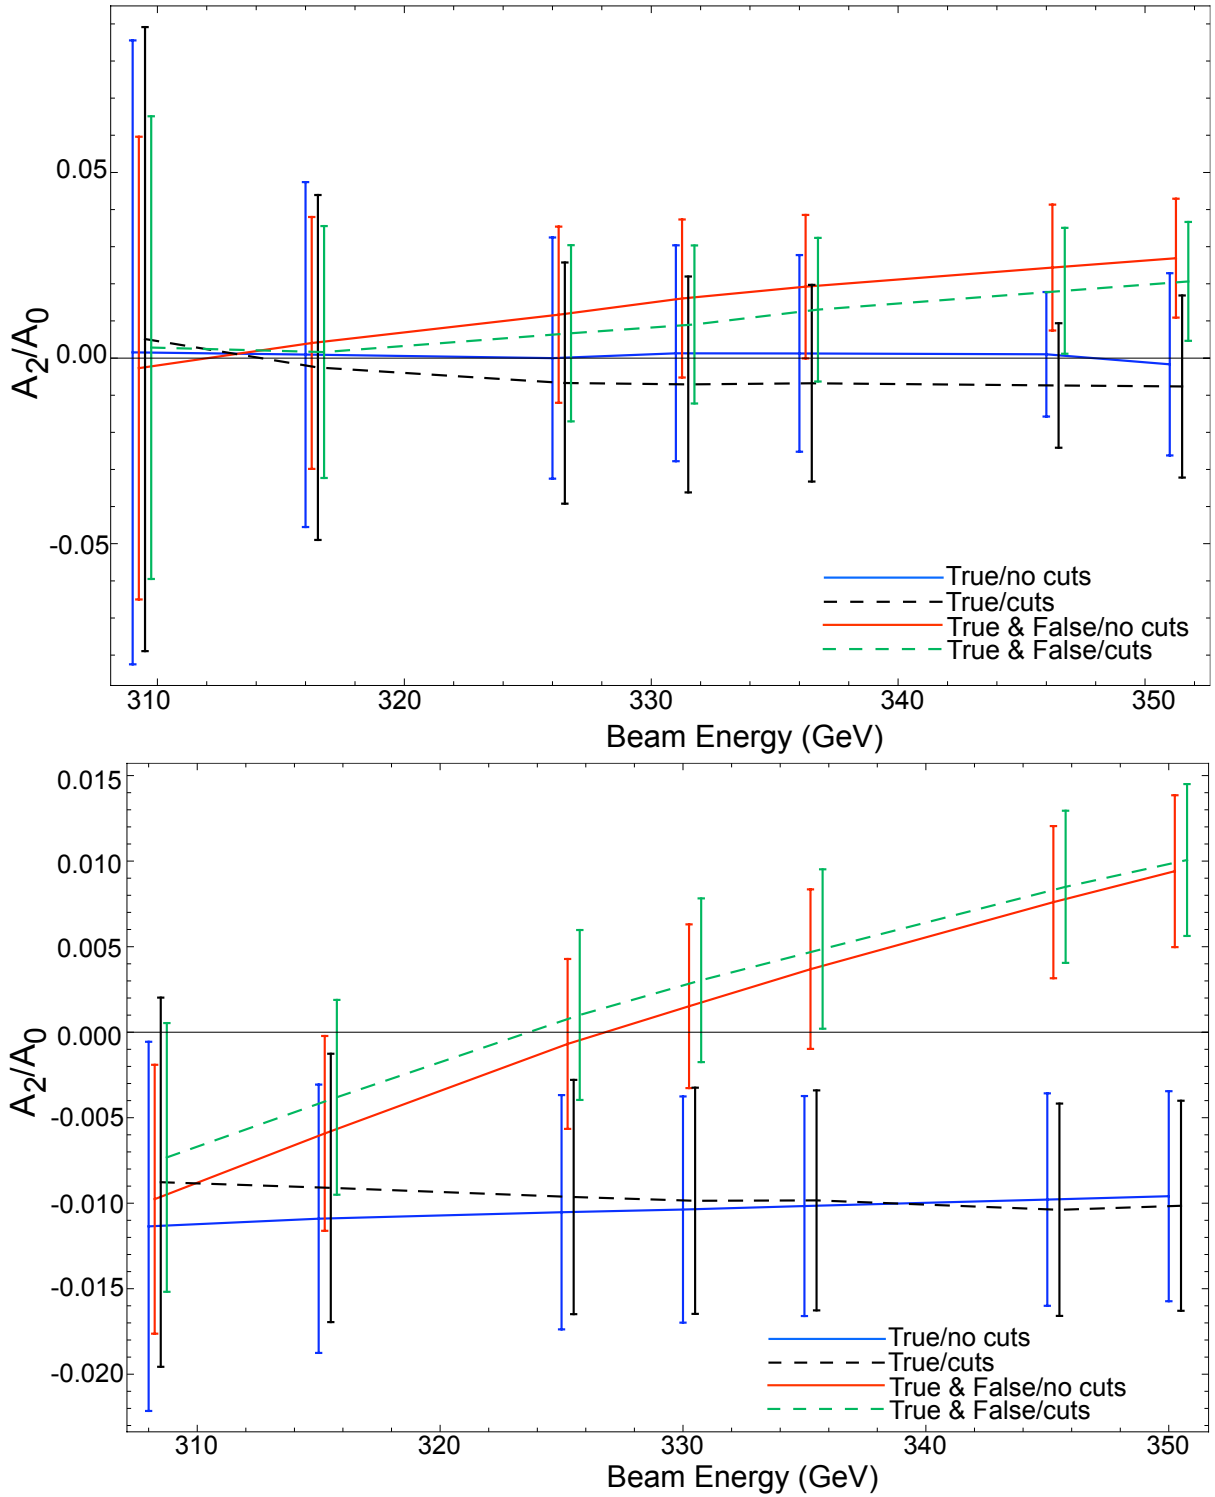 0.05
0.00
-0.05
A2/A0
True/no cuts
True/cuts
True & False/no cuts
True & False/cuts
310 320 330 340 350
Beam Energy (GeV)
0.015
0.010
0.005
0.000
-0.005
-0.010
-0.015
-0.020
A2/A0
True/no cuts
True/cuts
True & False/no cuts
True & False/cuts
310 320 330 340 350
Beam Energy (GeV)